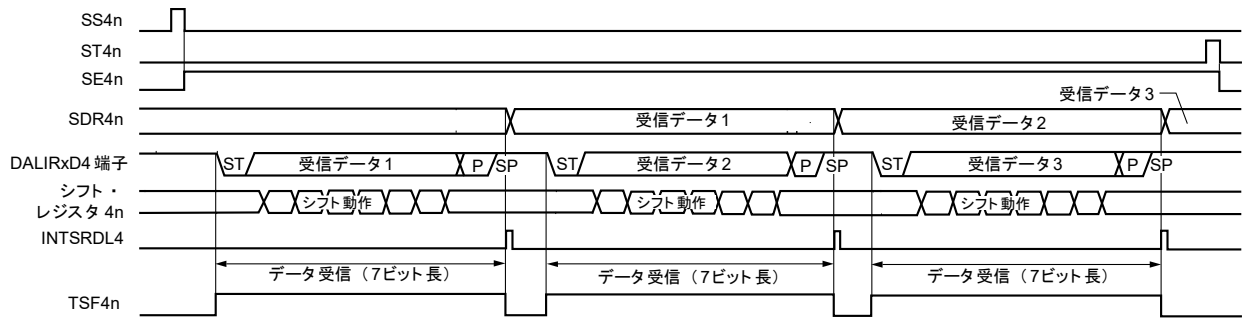 SS4n
ST4n
SE4n
受信データ3
SDR4n
受信データ1
受信データ2
DALIRxD4 端子
ST
受信データ1
P
SP
ST
受信データ2
P
SP
ST
受信データ3
P
SP
シフト・
レジスタ 4n
シフト動作
シフト動作
シフト動作
INTSRDL4
データ受信（7ビット長）
データ受信（7ビット長）
データ受信（7ビット長）
TSF4n